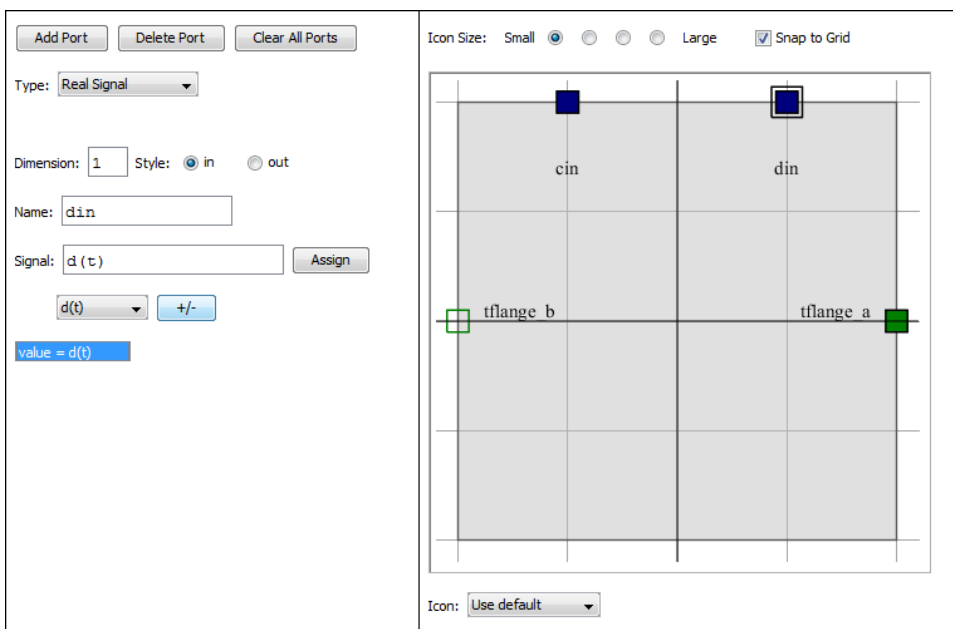 Add Port Delete Port Clear All Ports
Type: Real Signal
Dimension: 1 Style: in out
Name: din
Signal: d(t) Assign
d(t) +/-
value = d(t)
Icon Size: Small Large Snap to Grid
cin din
tflange_b tflange_a
Icon: Use default